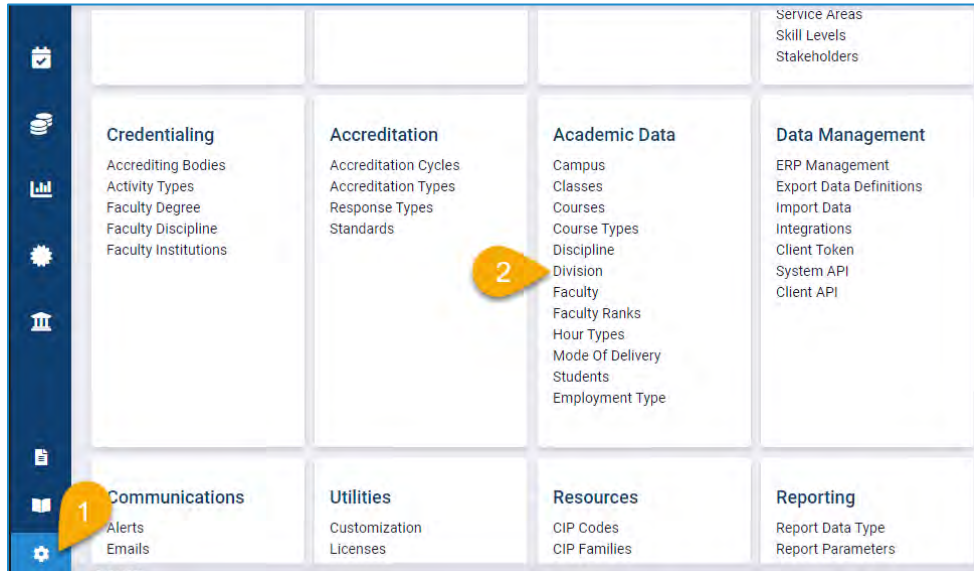 Service Areas
Skill Levels
Stakeholders
Credentialing
Accrediting Bodies
Activity Types
Faculty Degree
Faculty Discipline
Faculty Institutions
Accreditation
Accreditation Cycles
Accreditation Types
Response Types
Standards
Academic Data
Campus
Classes
Courses
Course Types
Discipline
2
Division
Faculty
Faculty Ranks
Hour Types
Mode Of Delivery
Students
Employment Type
Data Management
ERP Management
Export Data Definitions
Import Data
Integrations
Client Token
System API
Client API
1
Communications
Alerts
Emails
Utilities
Customization
Licenses
Resources
CIP Codes
CIP Families
Reporting
Report Data Type
Report Parameters